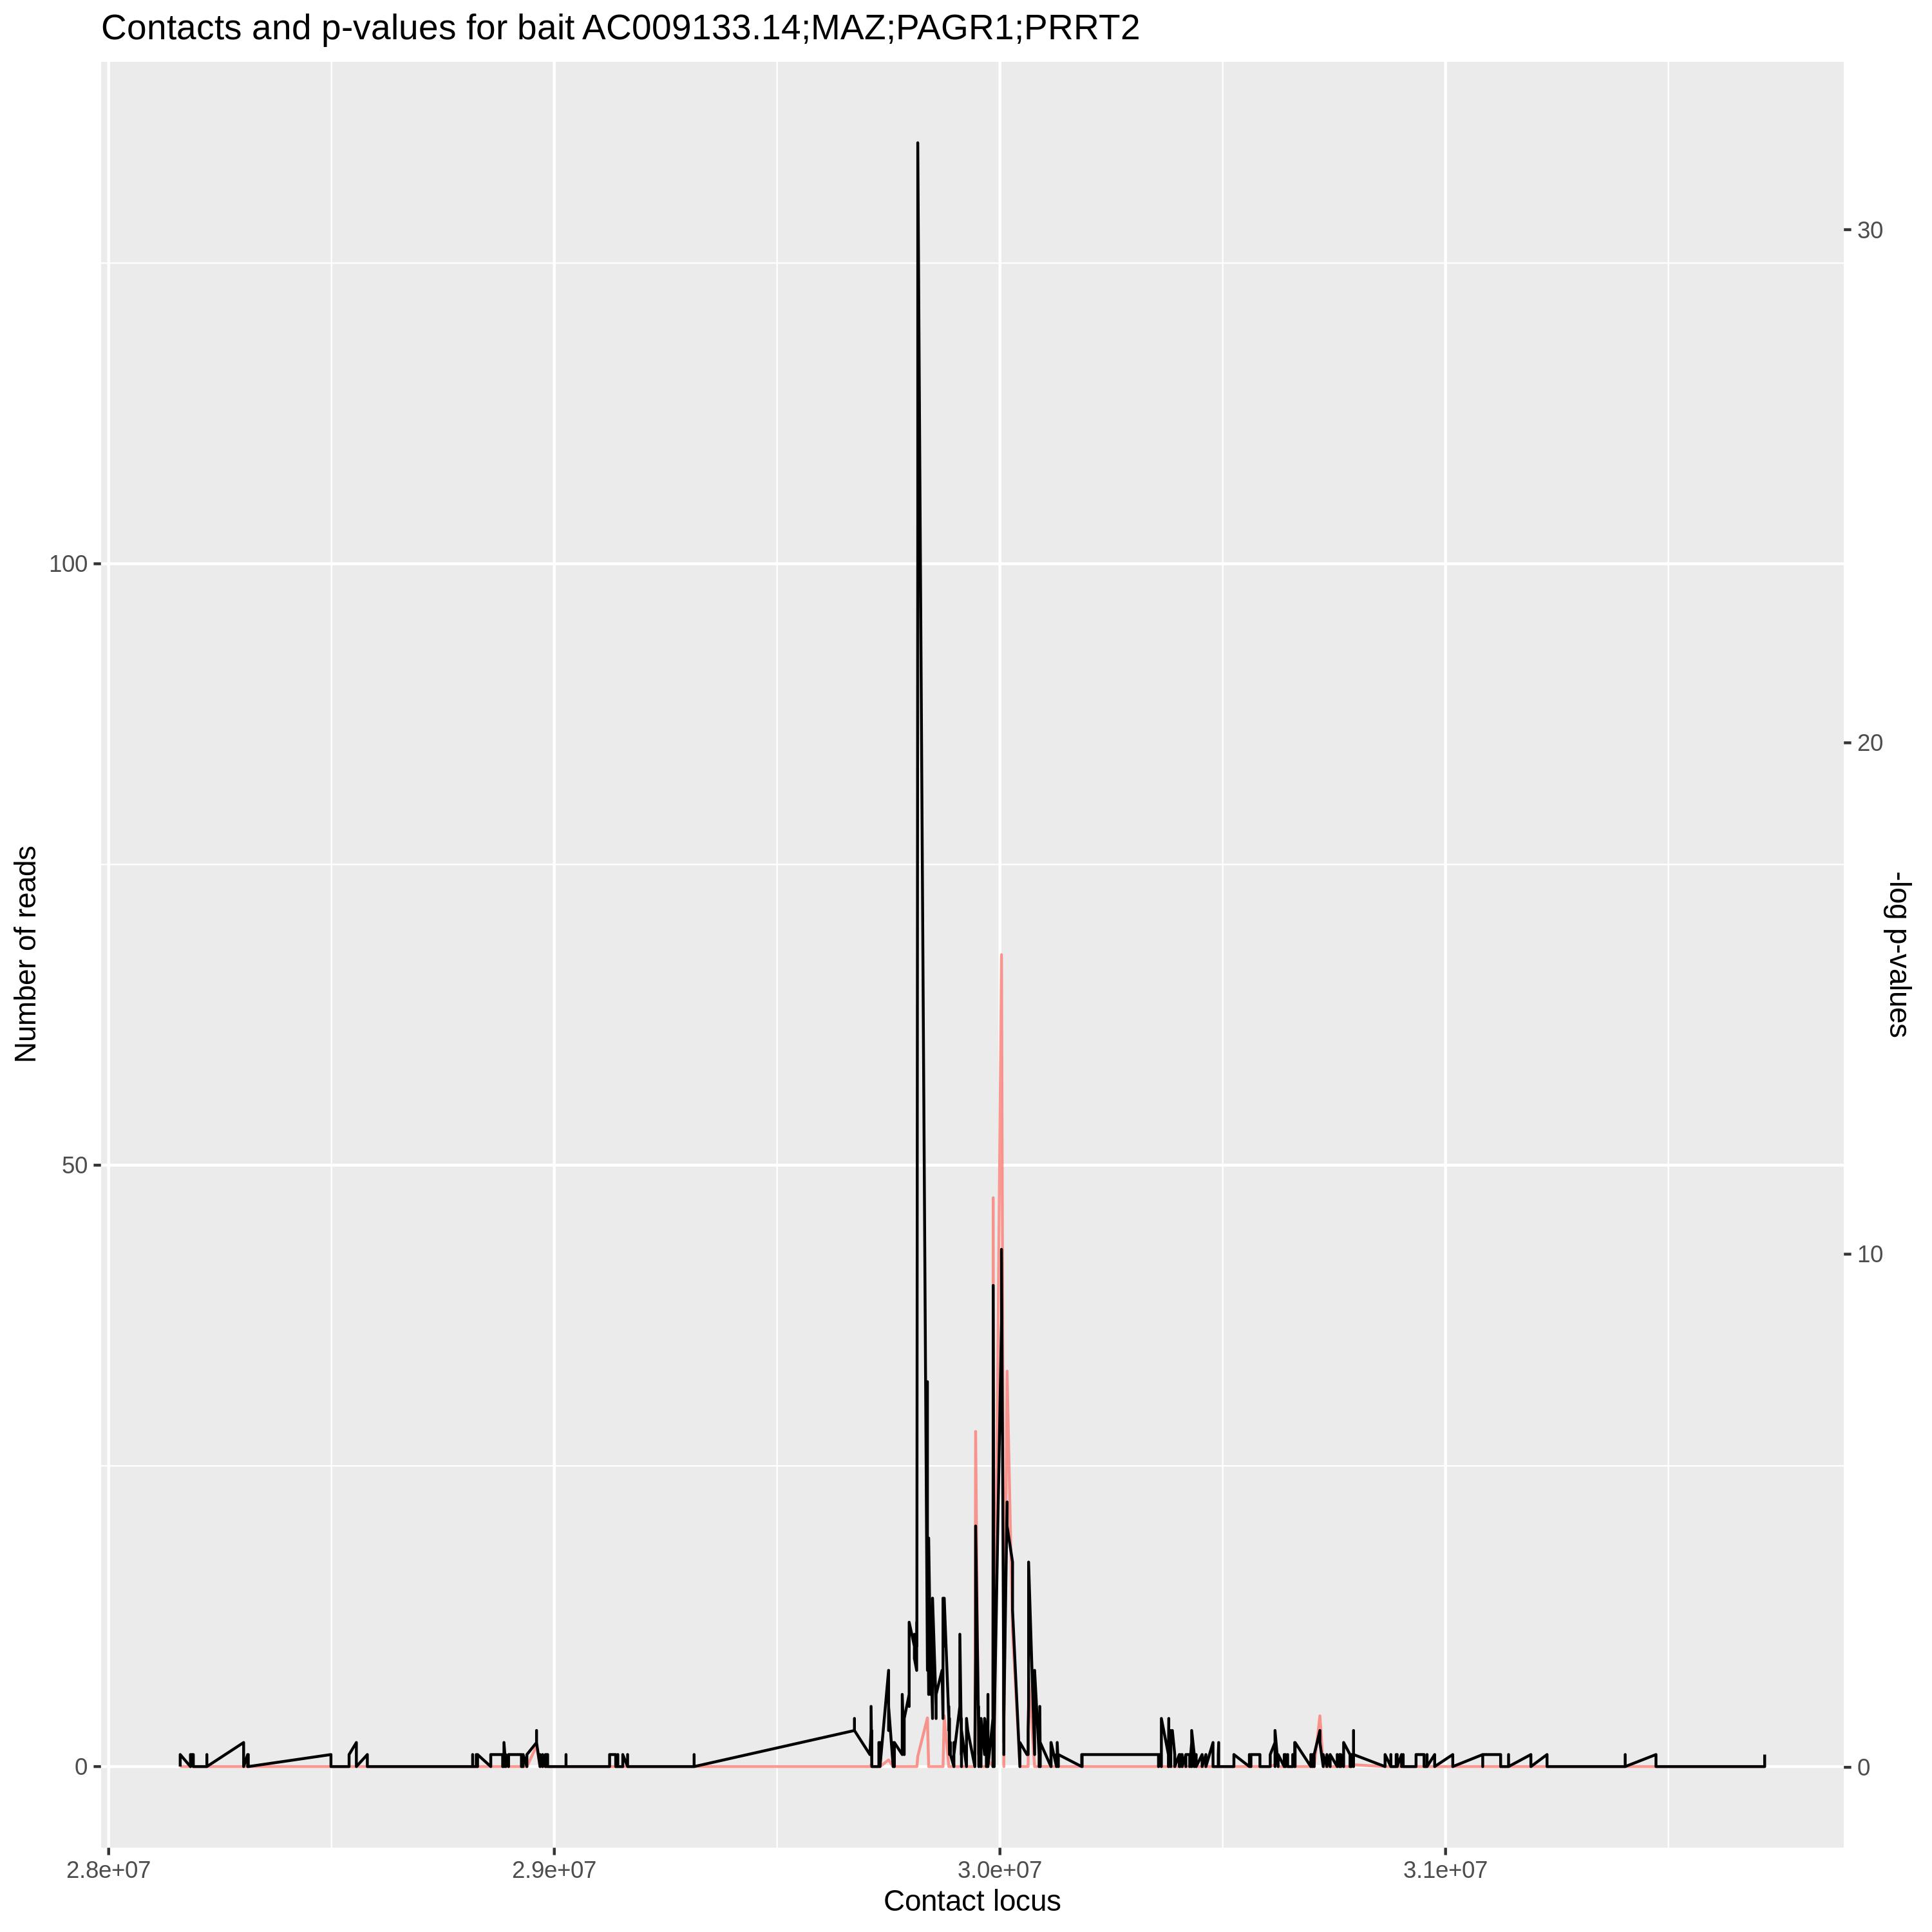 Contacts and p-values for bait AC009133.14;MAZ;PAGR1;PRRT2
30
100
20
Number of reads
-log p-values
50
10
0
0
2.8e+07
2.9e+07
3.0e+07
3.1e+07
Contact locus